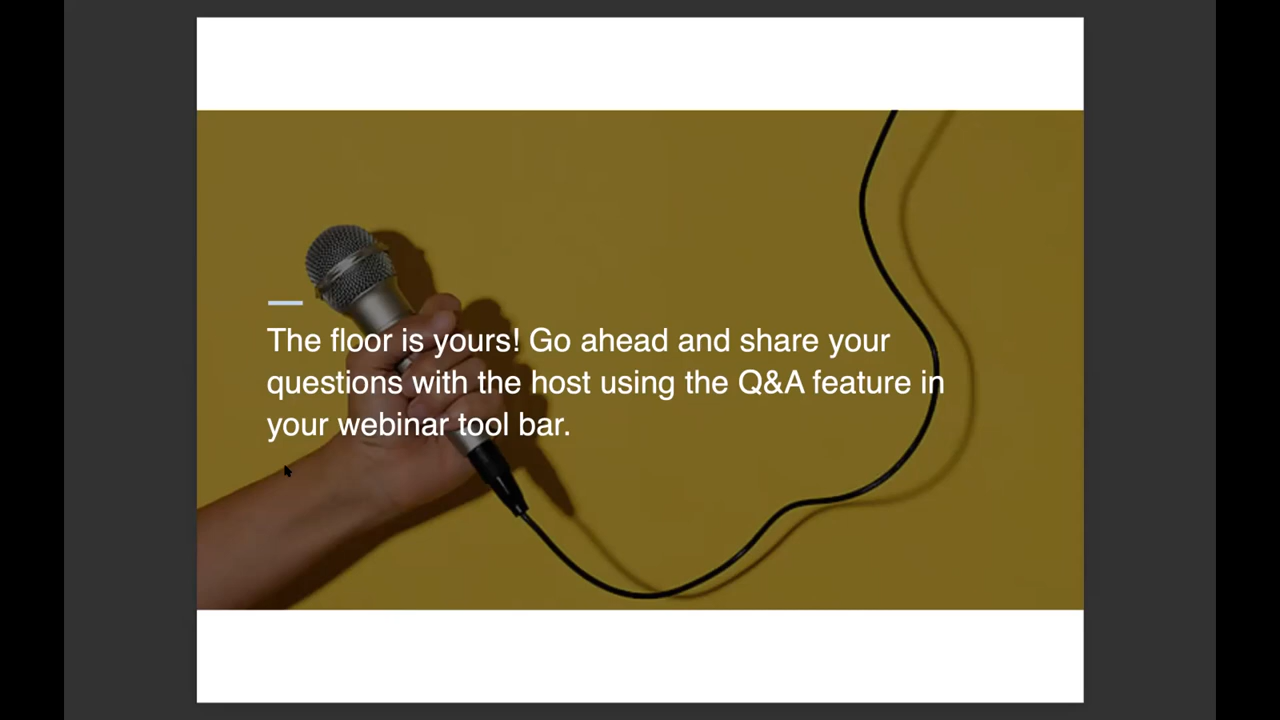 The floor is yours! Go ahead and share your
questions with the host using the Q&A feature in
your webinar tool bar.